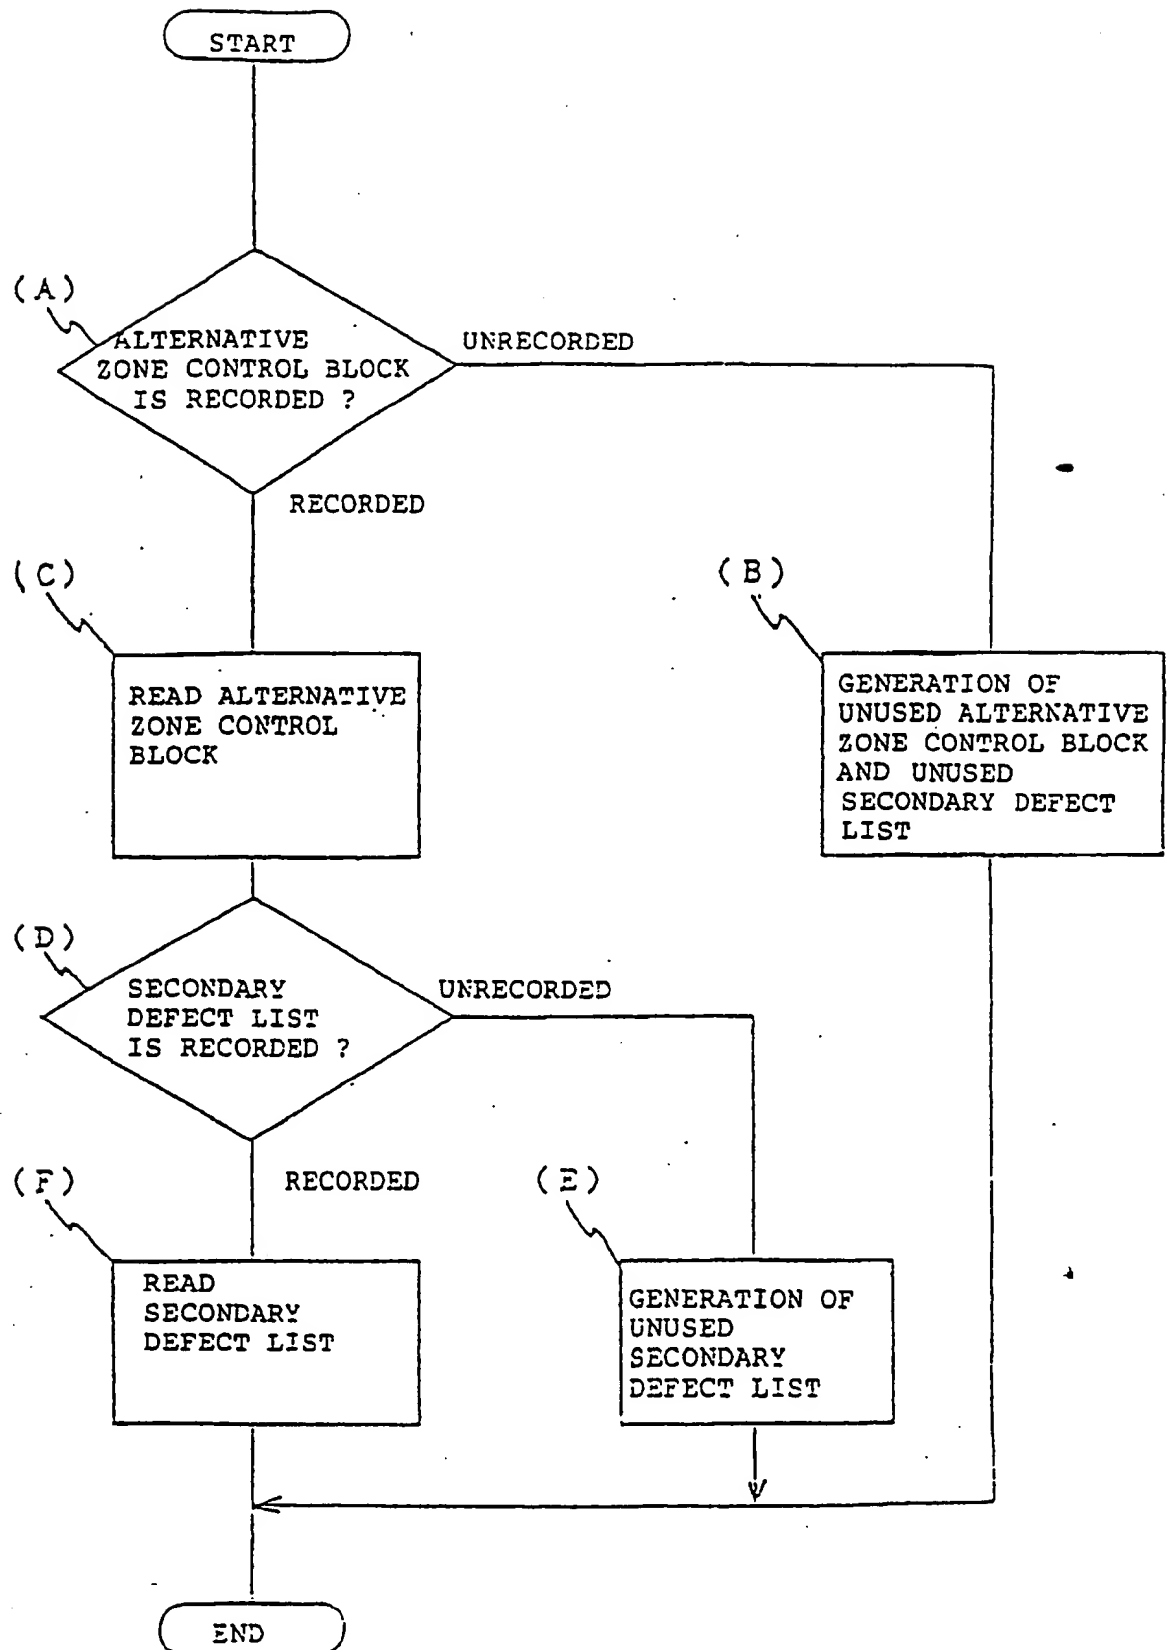 START
(A)
ALTERNATIVE
ZONE CONTROL BLOCK
IS RECORDED ?
UNRECORDED
RECORDED
(C)
READ ALTERNATIVE
ZONE CONTROL
BLOCK
(B)
GENERATION OF
UNUSED ALTERNATIVE
ZONE CONTROL BLOCK
AND UNUSED
SECONDARY DEFECT
LIST
(D)
SECONDARY
DEFECT LIST
IS RECORDED ?
UNRECORDED
RECORDED
(F)
READ
SECONDARY
DEFECT LIST
(E)
GENERATION OF
UNUSED
SECONDARY
DEFECT LIST
END